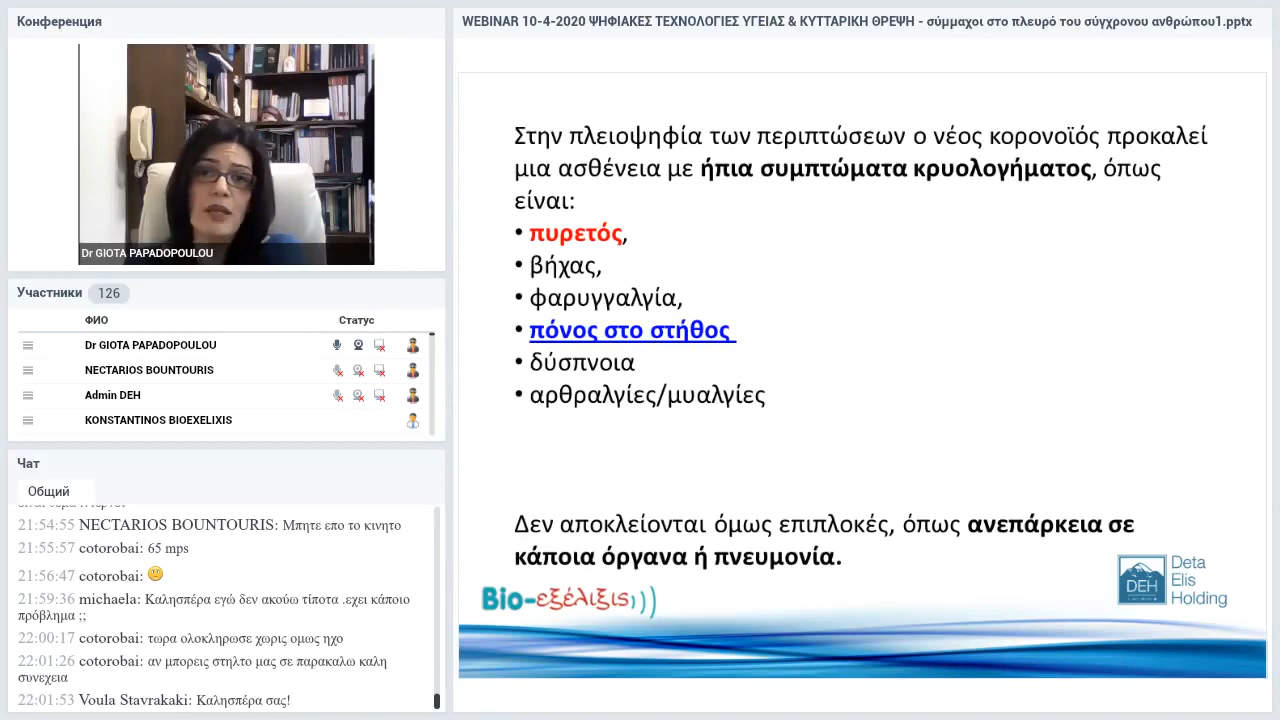 Конференция
Dr GIOTA PAPADOPOULOU
Участники 126
ФИО Статус
Dr GIOTA PAPADOPOULOU
NECTARIOS BOUNTOURIS
Admin DEH
KONSTANTINOS BIOEXELIXIS
Чат
Общий
21:54:55 NECTARIOS BOUNTOURIS: Μπητε επο το κινητο
21:55:57 cotorobai: 65 mps
21:56:47 cotorobai:
21:59:36 michaela: Καλησπέρα εγώ δεν ακούω τίποτα .εχει κάποιο
πρόβλημα ;;
22:00:17 cotorobai: τωρα ολοκληρωσε χωρις ομως ηχο
22:01:26 cotorobai: αν μπορεις στηλτο μας σε παρακαλω καλη
συνεχεια
22:01:53 Voula Stavrakaki: Καλησπέρα σας!
WEBINAR 10-4-2020 ΨΗΦΙΑΚΕΣ ΤΕΧΝΟΛΟΓΙΕΣ ΥΓΕΙΑΣ & ΚΥΤΤΑΡΙΚΗ ΘΡΕΨΗ - σύμμαχοι στο πλευρό του σύγχρονου ανθρώπου1.pptx
Στην πλειοψηφία των περιπτώσεων ο νέος κορονοϊός προκαλεί
μια ασθένεια με ήπια συμπτώματα κρυολογήματος, όπως
είναι:
• πυρετός,
• βήχας,
• φαρυγγαλγία,
• πόνος στο στήθος
• δύσπνοια
• αρθραλγίες/μυαλγίες
Δεν αποκλείονται όμως επιπλοκές, όπως ανεπάρκεια σε
κάποια όργανα ή πνευμονία.
Bio-εξέλιξις
DEH
Deta
Elis
Holding